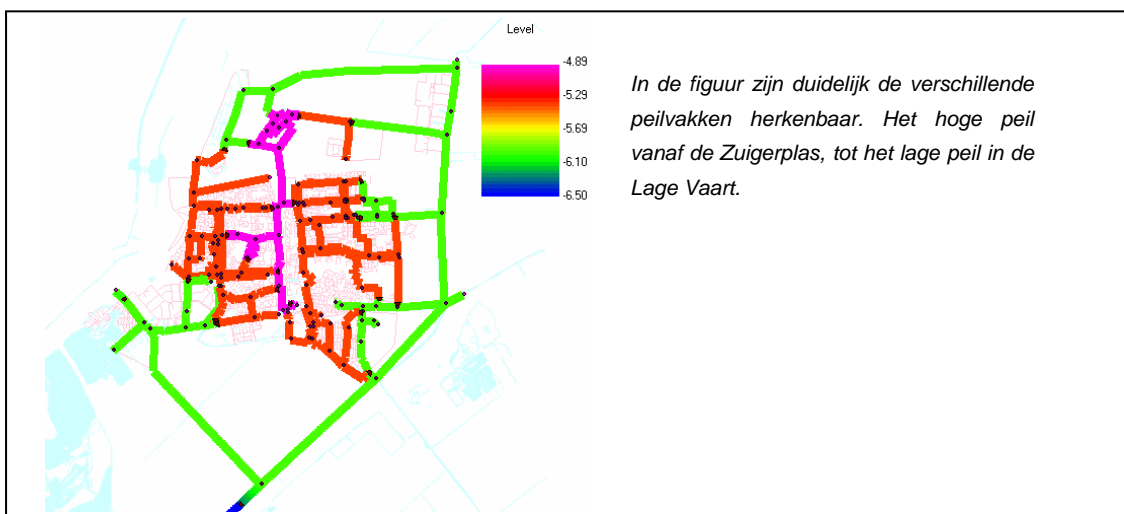 Level
-4.89
-5.29
-5.69
-6.10
-6.50
In de figuur zijn duidelijk de verschillende
peilvakken herkenbaar. Het hoge peil
vanaf de Zuigerplas, tot het lage peil in de
Lage Vaart.